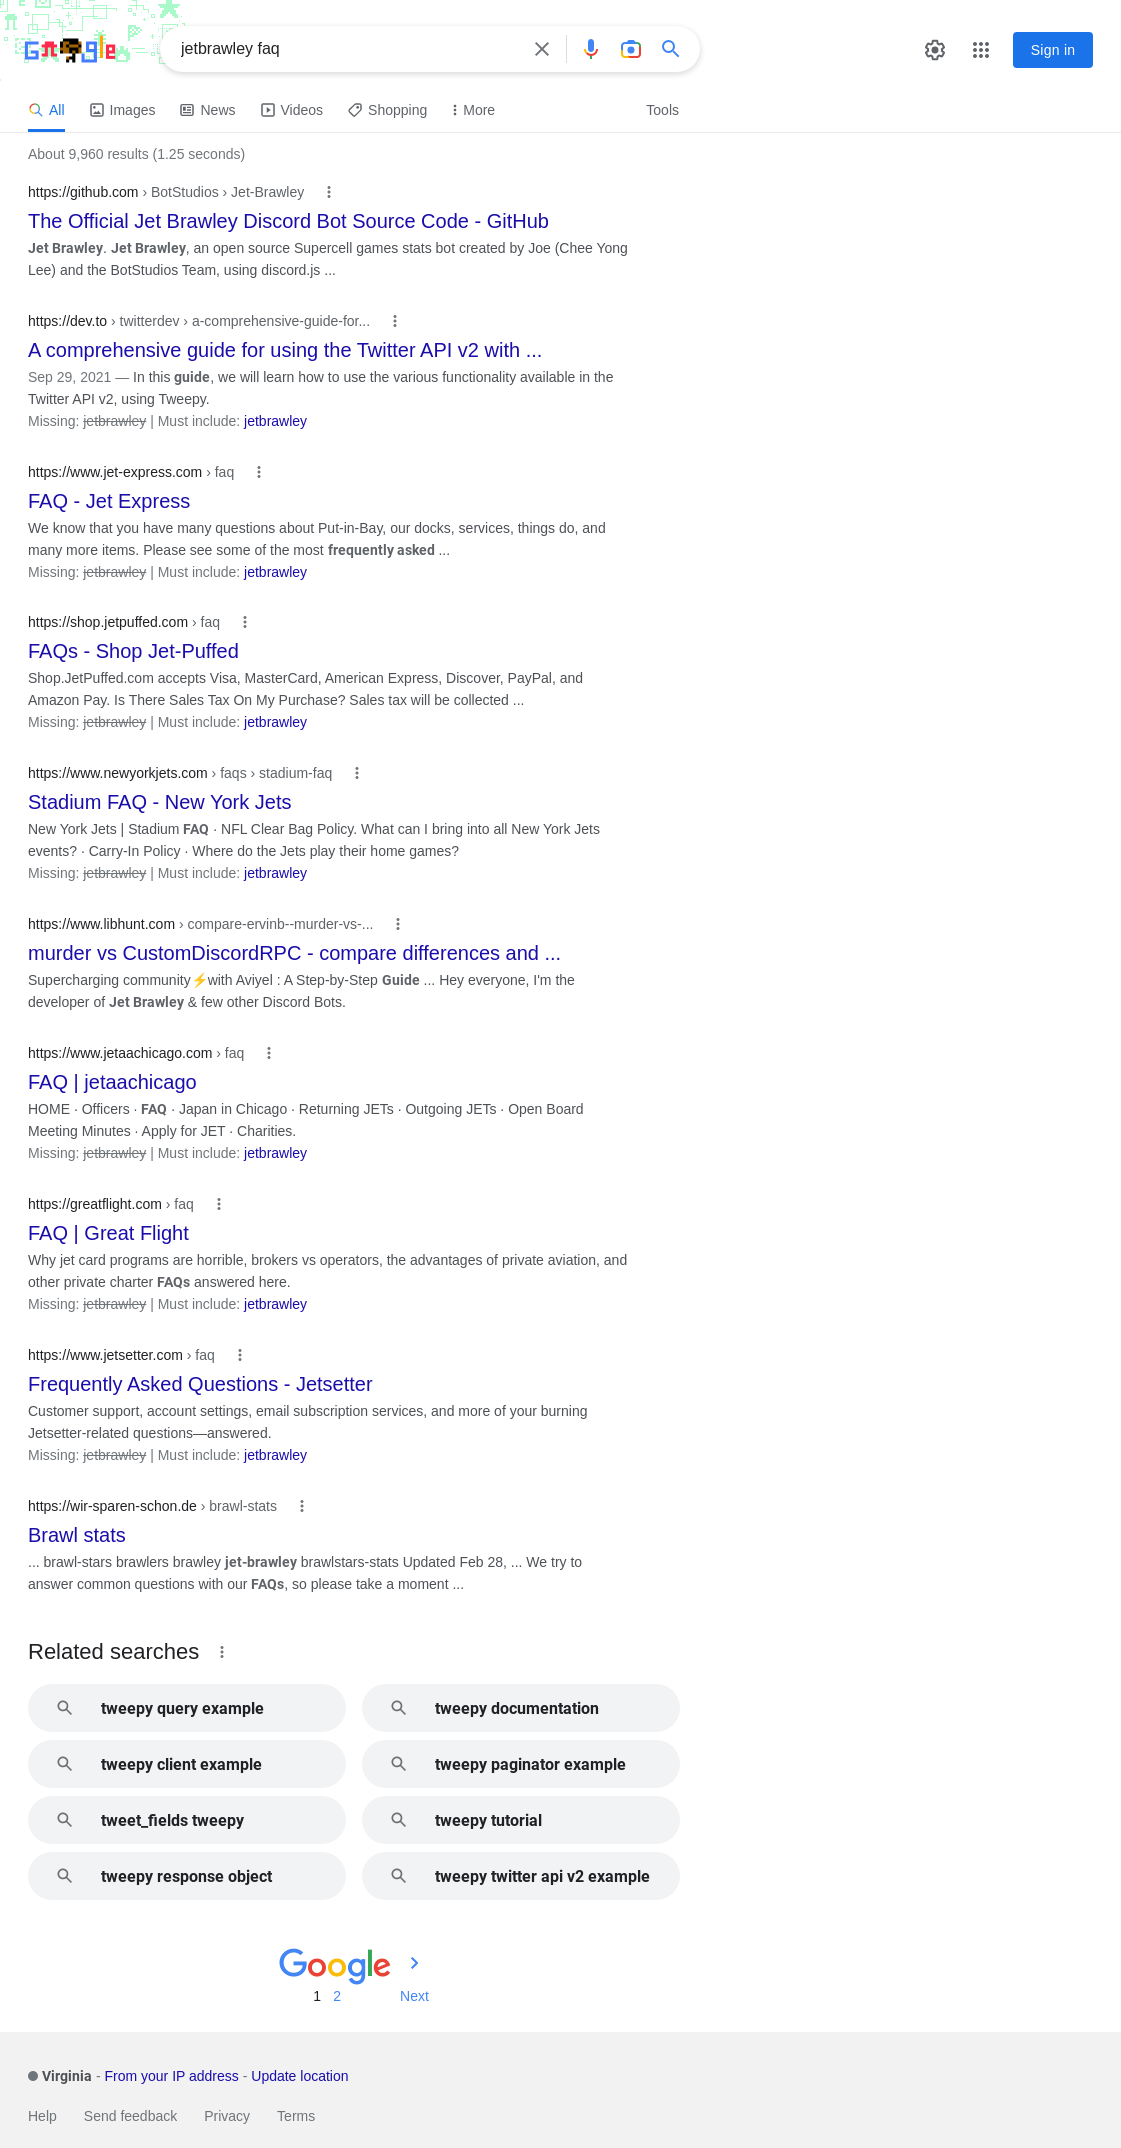 Google
jetbrawley faq
Sign in
All Images News Videos Shopping More Tools
About 9,960 results (1.25 seconds)
https://github.com › BotStudios › Jet-Brawley
The Official Jet Brawley Discord Bot Source Code - GitHub
Jet Brawley. Jet Brawley, an open source Supercell games stats bot created by Joe (Chee Yong
Lee) and the BotStudios Team, using discord.js ...
https://dev.to › twitterdev › a-comprehensive-guide-for...
A comprehensive guide for using the Twitter API v2 with ...
Sep 29, 2021 — In this guide, we will learn how to use the various functionality available in the
Twitter API v2, using Tweepy.
Missing: jetbrawley | Must include: jetbrawley
https://www.jet-express.com › faq
FAQ - Jet Express
We know that you have many questions about Put-in-Bay, our docks, services, things do, and
many more items. Please see some of the most frequently asked ...
Missing: jetbrawley | Must include: jetbrawley
https://shop.jetpuffed.com › faq
FAQs - Shop Jet-Puffed
Shop.JetPuffed.com accepts Visa, MasterCard, American Express, Discover, PayPal, and
Amazon Pay. Is There Sales Tax On My Purchase? Sales tax will be collected ...
Missing: jetbrawley | Must include: jetbrawley
https://www.newyorkjets.com › faqs › stadium-faq
Stadium FAQ - New York Jets
New York Jets | Stadium FAQ · NFL Clear Bag Policy. What can I bring into all New York Jets
events? · Carry-In Policy · Where do the Jets play their home games?
Missing: jetbrawley | Must include: jetbrawley
https://www.libhunt.com › compare-ervinb--murder-vs-...
murder vs CustomDiscordRPC - compare differences and ...
Supercharging community⚡with Aviyel : A Step-by-Step Guide ... Hey everyone, I'm the
developer of Jet Brawley & few other Discord Bots.
https://www.jetaachicago.com › faq
FAQ | jetaachicago
HOME · Officers · FAQ · Japan in Chicago · Returning JETs · Outgoing JETs · Open Board
Meeting Minutes · Apply for JET · Charities.
Missing: jetbrawley | Must include: jetbrawley
https://greatflight.com › faq
FAQ | Great Flight
Why jet card programs are horrible, brokers vs operators, the advantages of private aviation, and
other private charter FAQs answered here.
Missing: jetbrawley | Must include: jetbrawley
https://www.jetsetter.com › faq
Frequently Asked Questions - Jetsetter
Customer support, account settings, email subscription services, and more of your burning
Jetsetter-related questions—answered.
Missing: jetbrawley | Must include: jetbrawley
https://wir-sparen-schon.de › brawl-stats
Brawl stats
... brawl-stars brawlers brawley jet-brawley brawlstars-stats Updated Feb 28, ... We try to
answer common questions with our FAQs, so please take a moment ...
Related searches
tweepy query example
tweepy documentation
tweepy client example
tweepy paginator example
tweet_fields tweepy
tweepy tutorial
tweepy response object
tweepy twitter api v2 example
Google
1 2 Next
Virginia - From your IP address - Update location
Help Send feedback Privacy Terms